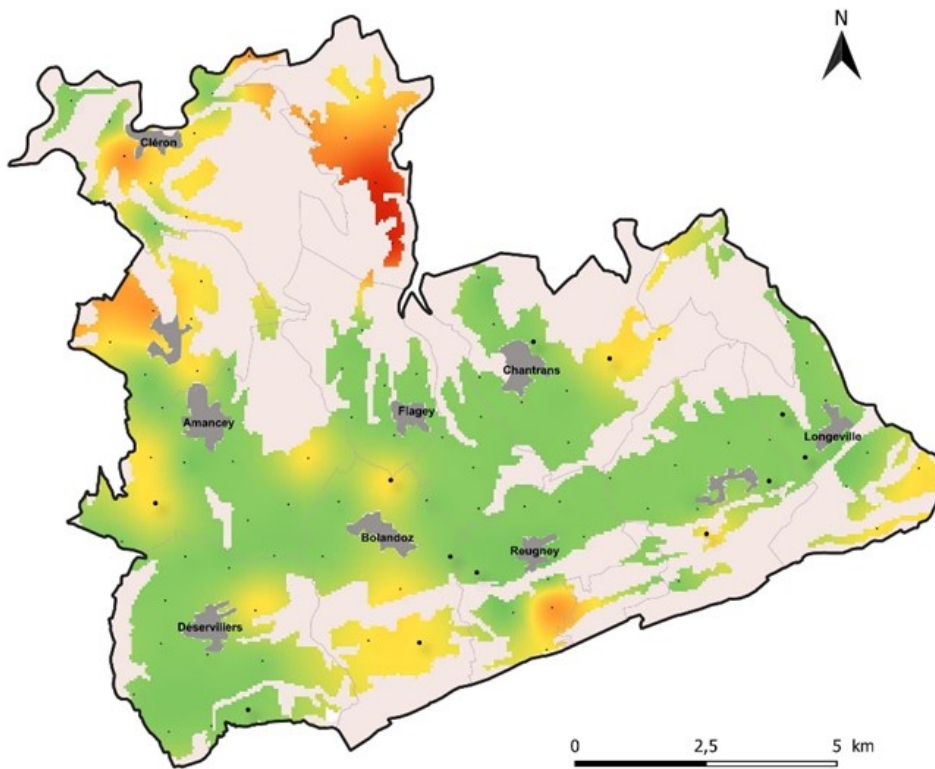 N
Cléron
Chantrans
Amancey
Flagey
Longeville
Bolandoz
Reugney
Déservillers
0
2,5
5 km